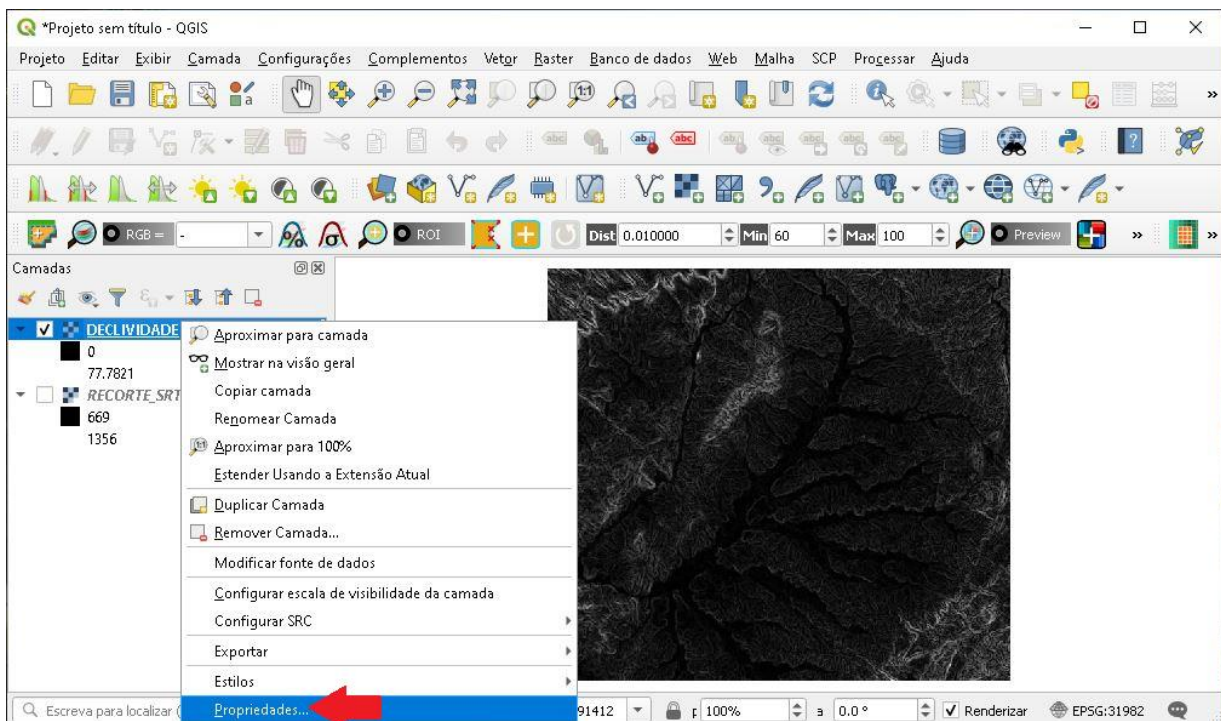 *Projeto sem título - QGIS
Projeto Editar Exibir Camada Configurações Complementos Vetor Raster Banco de dados Web Malha SCP Processar Ajuda
RGB = - ROI Dist 0.010000 Min 60 Max 100 Preview
Camadas
DECLIVIDADE
0
77.7821
RECORTE_SRT
669
1356
Aproximar para camada
Mostrar na visão geral
Copiar camada
Renomear Camada
Aproximar para 100%
Estender Usando a Extensão Atual
Duplicar Camada
Remover Camada...
Modificar fonte de dados
Configurar escala de visibilidade da camada
Configurar SRC
Exportar
Estilos
Propriedades...
Escreva para localizar ( 91412 100% 0.0 ° Renderizar EPSG:31982